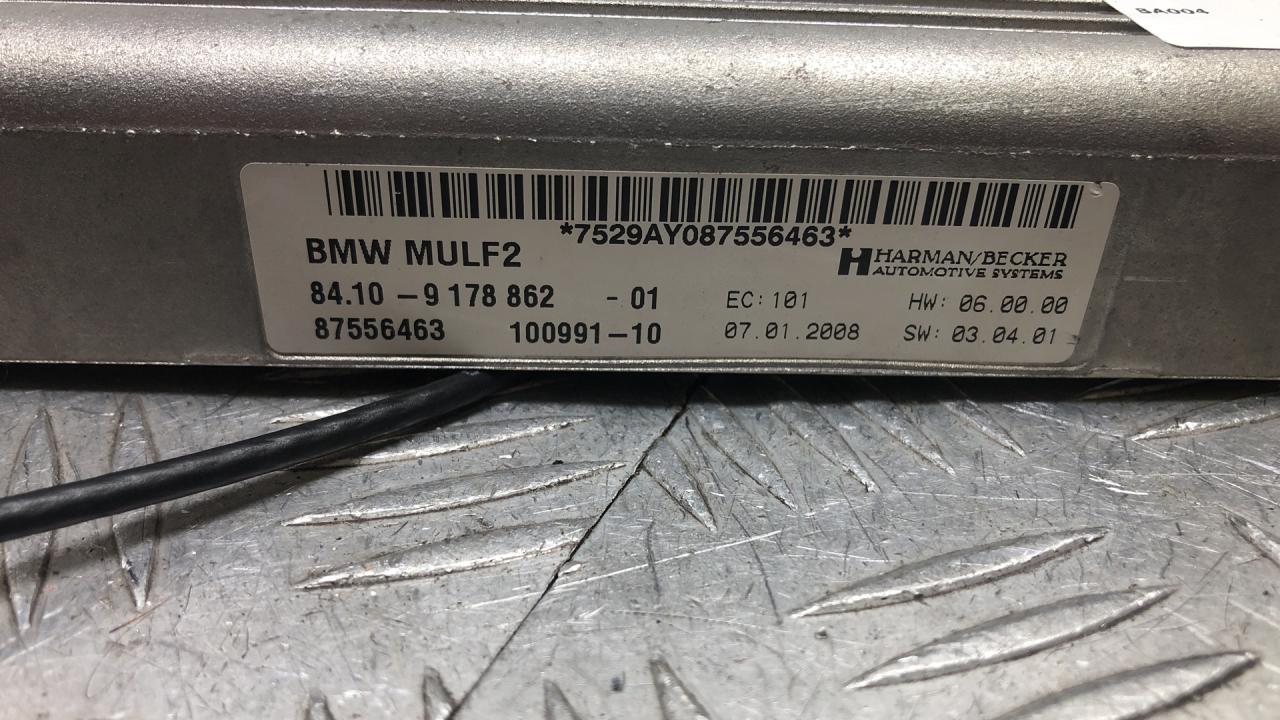 SA004
*7529AY087556463*
BMW MULF2
HARMAN/BECKER
AUTOMOTIVE SYSTEMS
84.10 - 9 178 862 - 01 EC: 101 HW: 06.00.00
87556463 100991-10 07.01.2008 SW: 03.04.01